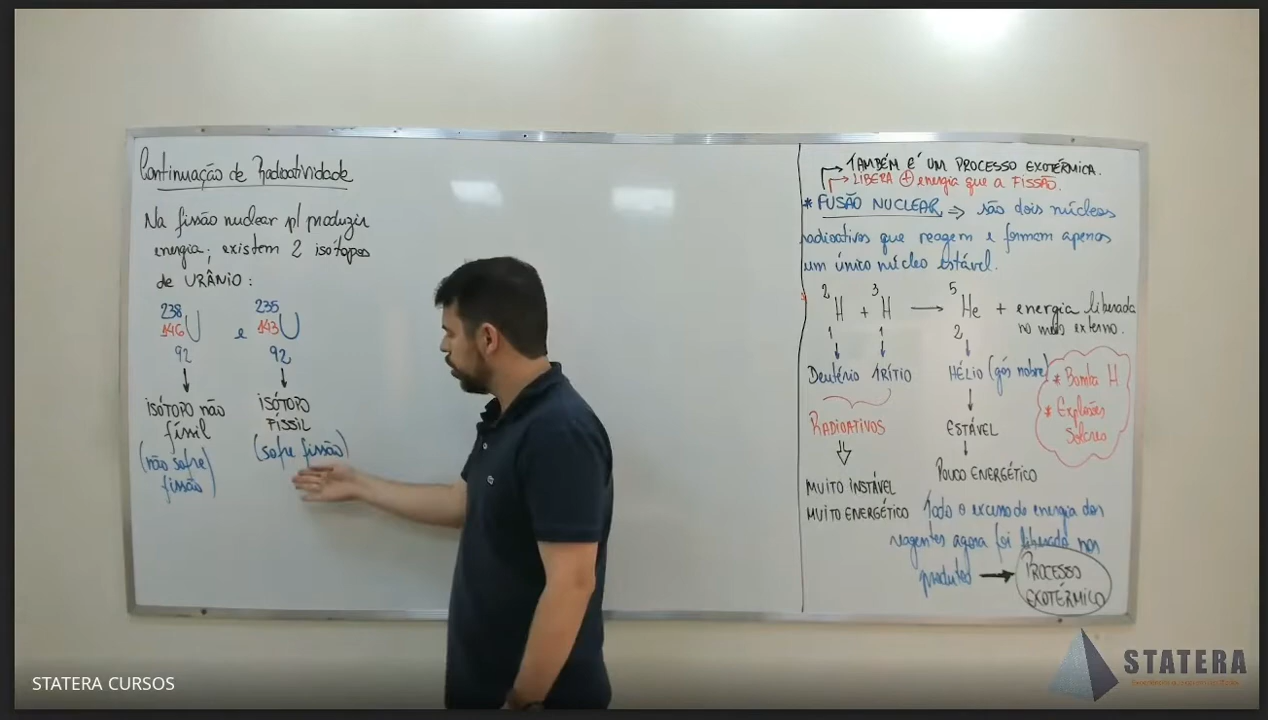 Continuação de Radioatividade
Na fissão nuclear p/ produzir
energia, existem 2 isótopos
de URÂNIO:
238
146 U
92
e
235
143 U
92
ISÓTOPO não
físsil
(não sofre
fissão)
ISÓTOPO
FÍSSIL
(sofre fissão)
TAMBÉM É UM PROCESSO EXOTÉRMICA.
LIBERA + energia que a FISSÃO.
* FUSÃO NUCLEAR => são dois núcleos
radioativos que reagem e formam apenas
um único núcleo estável.
2 3 5
H + H → He + energia liberada
no meio externo.
1 1 2
Deutério TRÍTIO HÉLIO (gás nobre)
* Bomba H
* Explosões
Solares
RADIOATIVOS
ESTÁVEL
POUCO ENERGÉTICO
MUITO INSTÁVEL
MUITO ENERGÉTICO
Todo o excesso de energia dos
reagentes agora foi liberado nos
produtos → PROCESSO
EXOTÉRMICO
STATERA CURSOS
STATERA